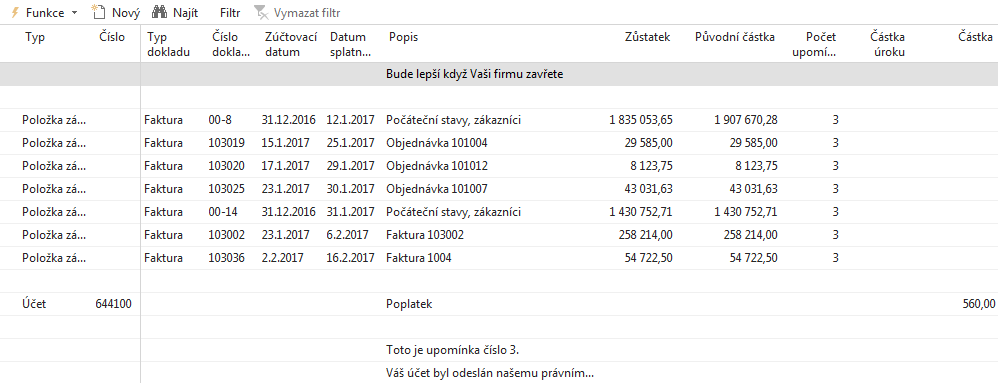 Funkce Nový Najít Filtr Vymazat filtr
Typ Číslo Typ dokladu Číslo dokla... Zúčtovací datum Datum splatn... Popis Zůstatek Původní částka Počet upomí... Částka úroku Částka
Bude lepší když Vaši firmu zavřete
Položka zá... Faktura 00-8 31.12.2016 12.1.2017 Počáteční stavy, zákazníci 1 835 053,65 1 907 670,28 3
Položka zá... Faktura 103019 15.1.2017 25.1.2017 Objednávka 101004 29 585,00 29 585,00 3
Položka zá... Faktura 103020 17.1.2017 29.1.2017 Objednávka 101012 8 123,75 8 123,75 3
Položka zá... Faktura 103025 23.1.2017 30.1.2017 Objednávka 101007 43 031,63 43 031,63 3
Položka zá... Faktura 00-14 31.12.2016 31.1.2017 Počáteční stavy, zákazníci 1 430 752,71 1 430 752,71 3
Položka zá... Faktura 103002 23.1.2017 6.2.2017 Faktura 103002 258 214,00 258 214,00 3
Položka zá... Faktura 103036 2.2.2017 16.2.2017 Faktura 1004 54 722,50 54 722,50 3
Účet 644100 Poplatek 560,00
Toto je upomínka číslo 3.
Váš účet byl odeslán našemu právním...